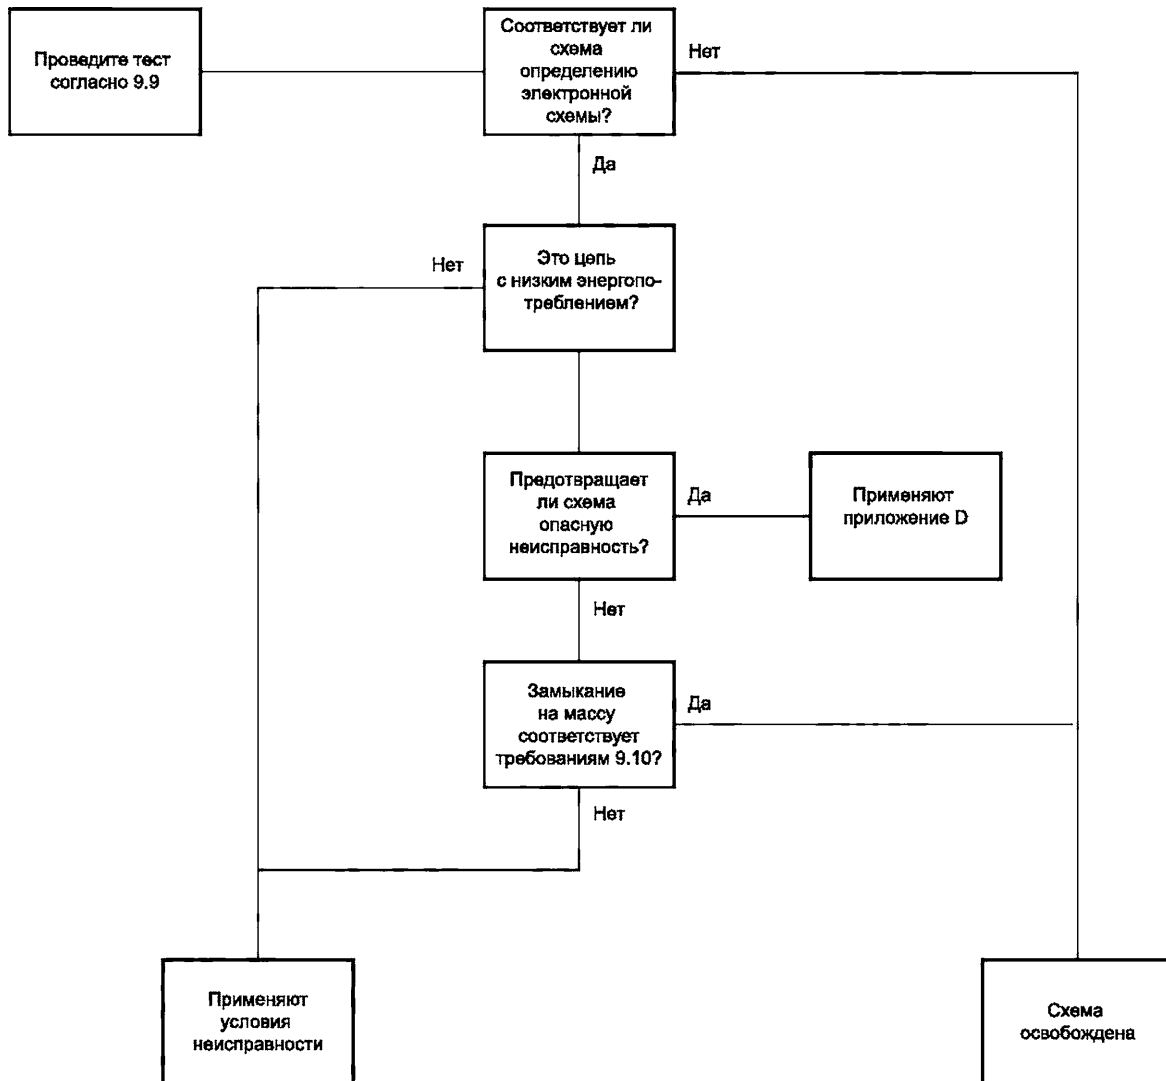 Проведите тест
согласно 9.9
Соответствует ли
схема
определению
электронной
схемы?
Нет
Да
Это цепь
с низким энергопо-
треблением?
Нет
Предотвращает
ли схема
опасную
неисправность?
Да
Применяют
приложение D
Нет
Замыкание
на массу
соответствует
требованиям 9.10?
Да
Нет
Применяют
условия
неисправности
Схема
освобождена